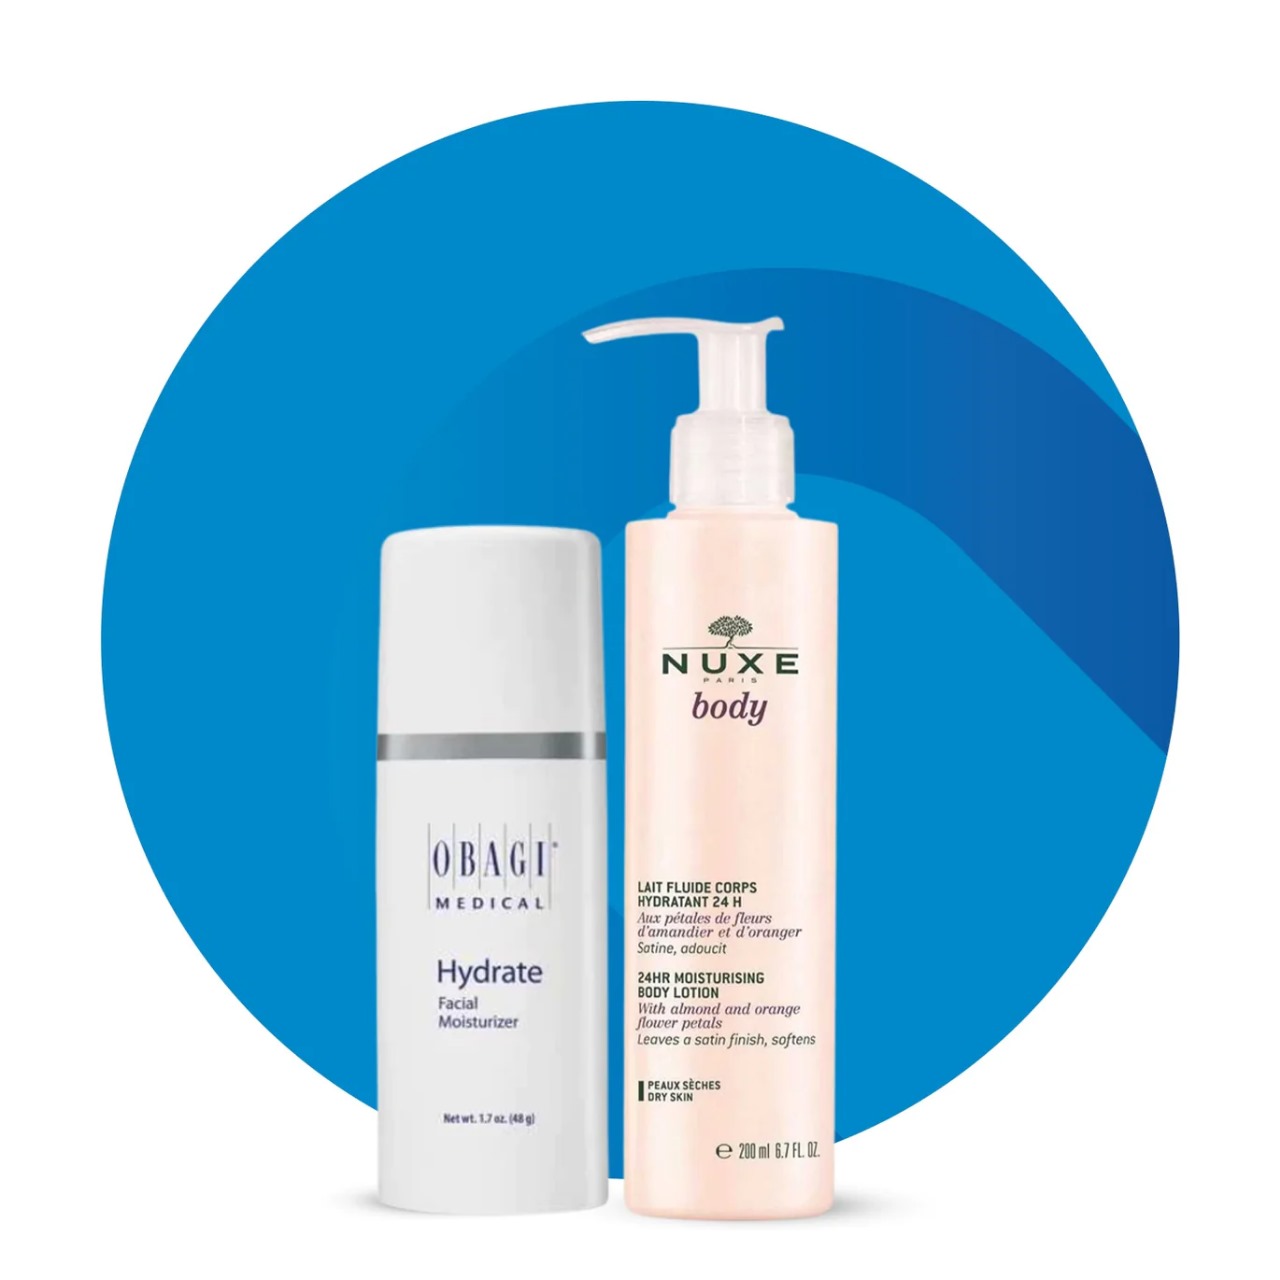 OBAGI®
MEDICAL
Hydrate
Facial
Moisturizer
Net wt. 1.7 oz. (48 g)
NUXE
PARIS
body
LAIT FLUIDE CORPS
HYDRATANT 24 H
Aux pétales de fleurs
d'amandier et d'oranger
Satine, adoucit
24HR MOISTURISING
BODY LOTION
With almond and orange
flower petals
Leaves a satin finish, softens
PEAUX SÈCHES
DRY SKIN
℮ 200 ml 6.7 FL. OZ.